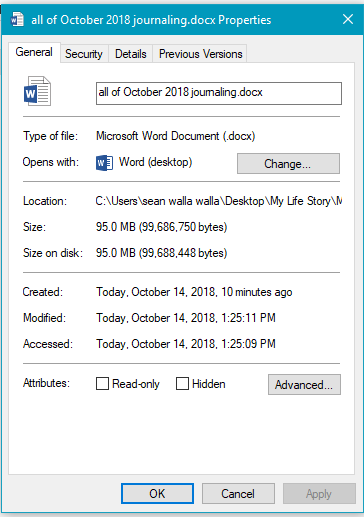 all of October 2018 journaling.docx Properties
General Security Details Previous Versions
all of October 2018 journaling.docx
Type of file: Microsoft Word Document (.docx)
Opens with: Word (desktop) Change...
Location: C:\Users\sean walla walla\Desktop\My Life Story\M
Size: 95.0 MB (99,686,750 bytes)
Size on disk: 95.0 MB (99,688,448 bytes)
Created: Today, October 14, 2018, 10 minutes ago
Modified: Today, October 14, 2018, 1:25:11 PM
Accessed: Today, October 14, 2018, 1:25:09 PM
Attributes: Read-only Hidden Advanced...
OK Cancel Apply